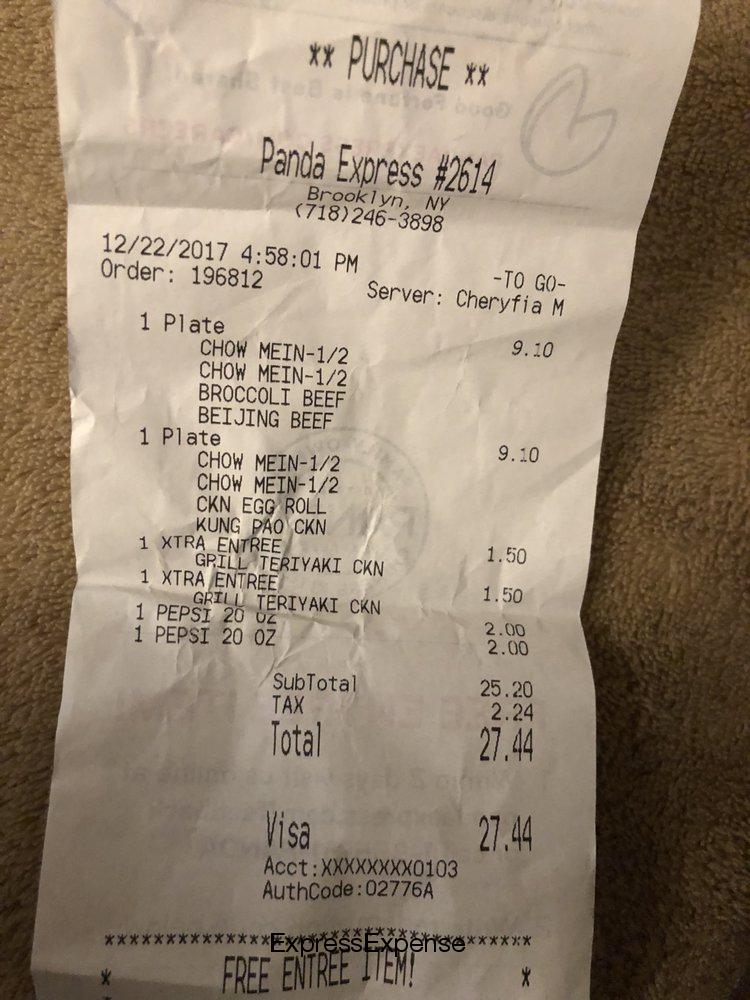 ** PURCHASE **
Panda Express #2614
Brooklyn, NY
(718)246-3898
12/22/2017 4:58:01 PM -TO GO-
Order: 196812 Server: Cheryfia M
1 Plate 9.10
CHOW MEIN-1/2
CHOW MEIN-1/2
BROCCOLI BEEF
BEIJING BEEF
1 Plate 9.10
CHOW MEIN-1/2
CHOW MEIN-1/2
CKN EGG ROLL
KUNG PAO CKN
1 XTRA ENTREE 1.50
GRILL TERIYAKI CKN
1 XTRA ENTREE 1.50
GRILL TERIYAKI CKN
1 PEPSI 20 OZ 2.00
1 PEPSI 20 OZ 2.00
SubTotal 25.20
TAX 2.24
Total 27.44
Visa 27.44
Acct:XXXXXXXX0103
AuthCode:02776A
ExpressExpense
* FREE ENTREE ITEM! *